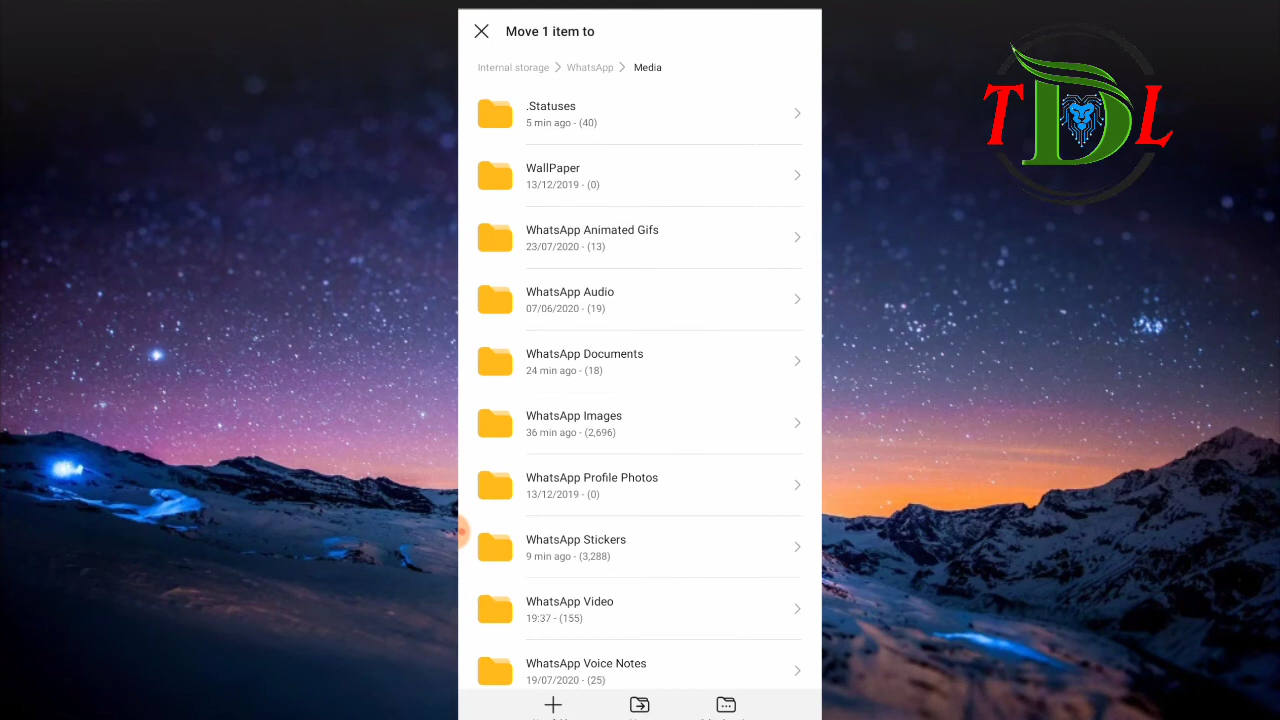 Move 1 item to
Internal storage > WhatsApp > Media
.Statuses
5 min ago - (40)
WallPaper
13/12/2019 - (0)
WhatsApp Animated Gifs
23/07/2020 - (13)
WhatsApp Audio
07/06/2020 - (19)
WhatsApp Documents
24 min ago - (18)
WhatsApp Images
36 min ago - (2,696)
WhatsApp Profile Photos
13/12/2019 - (0)
WhatsApp Stickers
9 min ago - (3,288)
WhatsApp Video
19:37 - (155)
WhatsApp Voice Notes
19/07/2020 - (25)
TDL